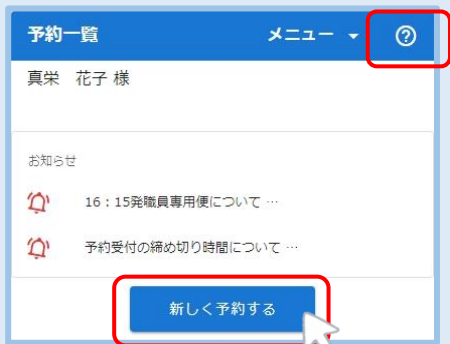 予約一覧 メニュー
真栄 花子 様
お知らせ
16：15発職員専用便について …
予約受付の締め切り時間について …
新しく予約する